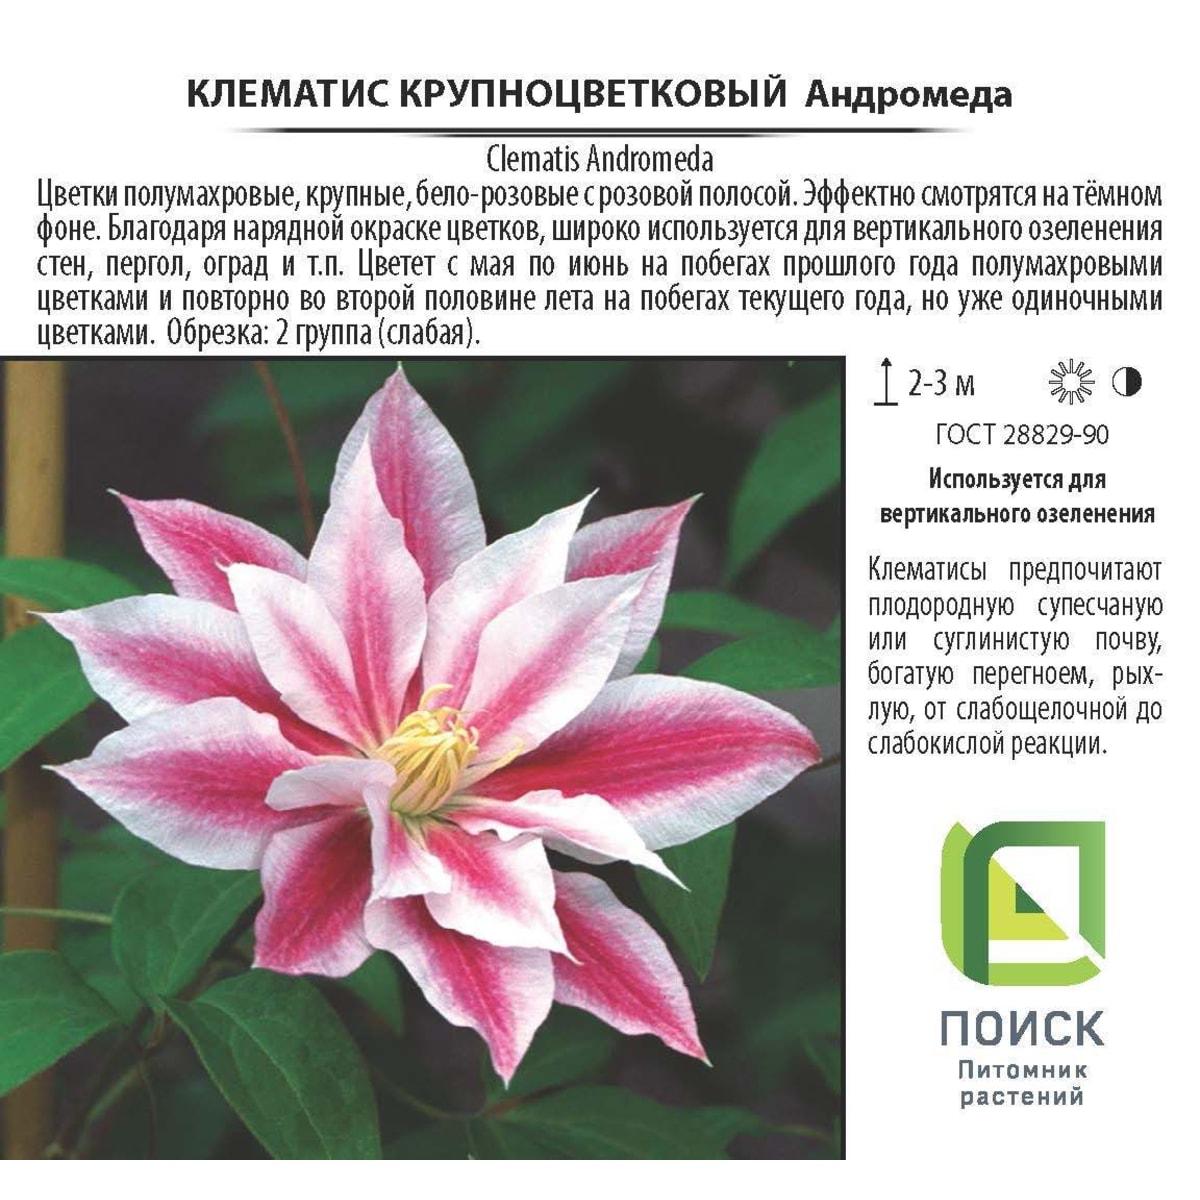 КЛЕМАТИС КРУПНОЦВЕТКОВЫЙ Андромеда
Clematis Andromeda
Цветки полумахровые, крупные, бело-розовые с розовой полосой. Эффектно смотрятся на тёмном
фоне. Благодаря нарядной окраске цветков, широко используется для вертикального озеленения
стен, пергол, оград и т.п. Цветет с мая по июнь на побегах прошлого года полумахровыми
цветками и повторно во второй половине лета на побегах текущего года, но уже одиночными
цветками. Обрезка: 2 группа (слабая).
2-3 м
ГОСТ 28829-90
Используется для
вертикального озеленения
Клематисы предпочитают
плодородную супесчаную
или суглинистую почву,
богатую перегноем, рых-
лую, от слабощелочной до
слабокислой реакции.
ПОИСК
Питомник
растений